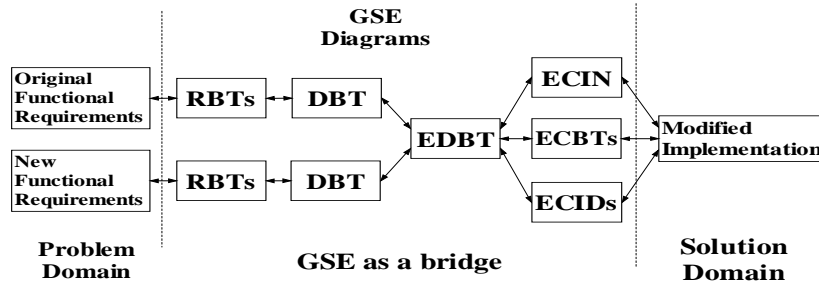 GSE
Diagrams
Original
Functional
Requirements
RBTs
DBT
ECIN
EDBT
ECBTs
Modified
Implementation
New
Functional
Requirements
RBTs
DBT
ECIDs
Problem
Domain
GSE as a bridge
Solution
Domain